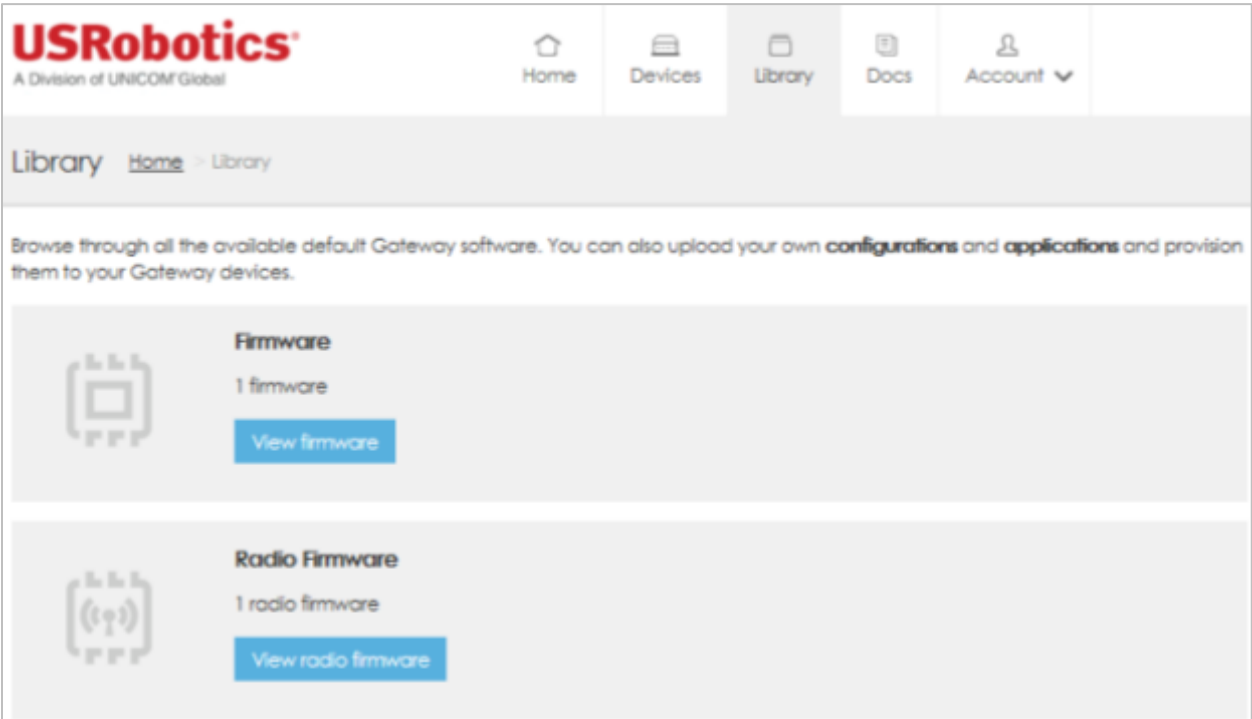 USRobotics
A Division of UNICOM Global
Home
Devices
Library
Docs
Account
Library Home > Library
Browse through all the available default Gateway software. You can also upload your own configurations and applications and provision
them to your Gateway devices.
Firmware
1 firmware
View firmware
Radio Firmware
1 radio firmware
View radio firmware